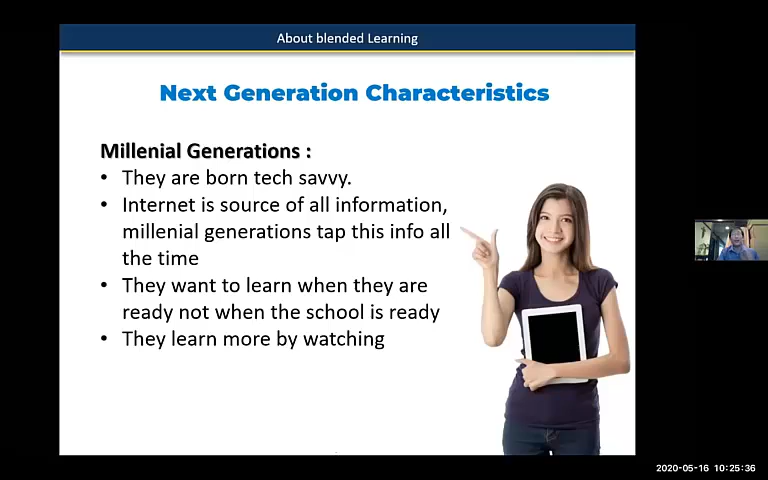 About blended Learning
Next Generation Characteristics
Millenial Generations :
• They are born tech savvy.
• Internet is source of all information,
millenial generations tap this info all
the time
• They want to learn when they are
ready not when the school is ready
• They learn more by watching
2020-05-16 10:25:36